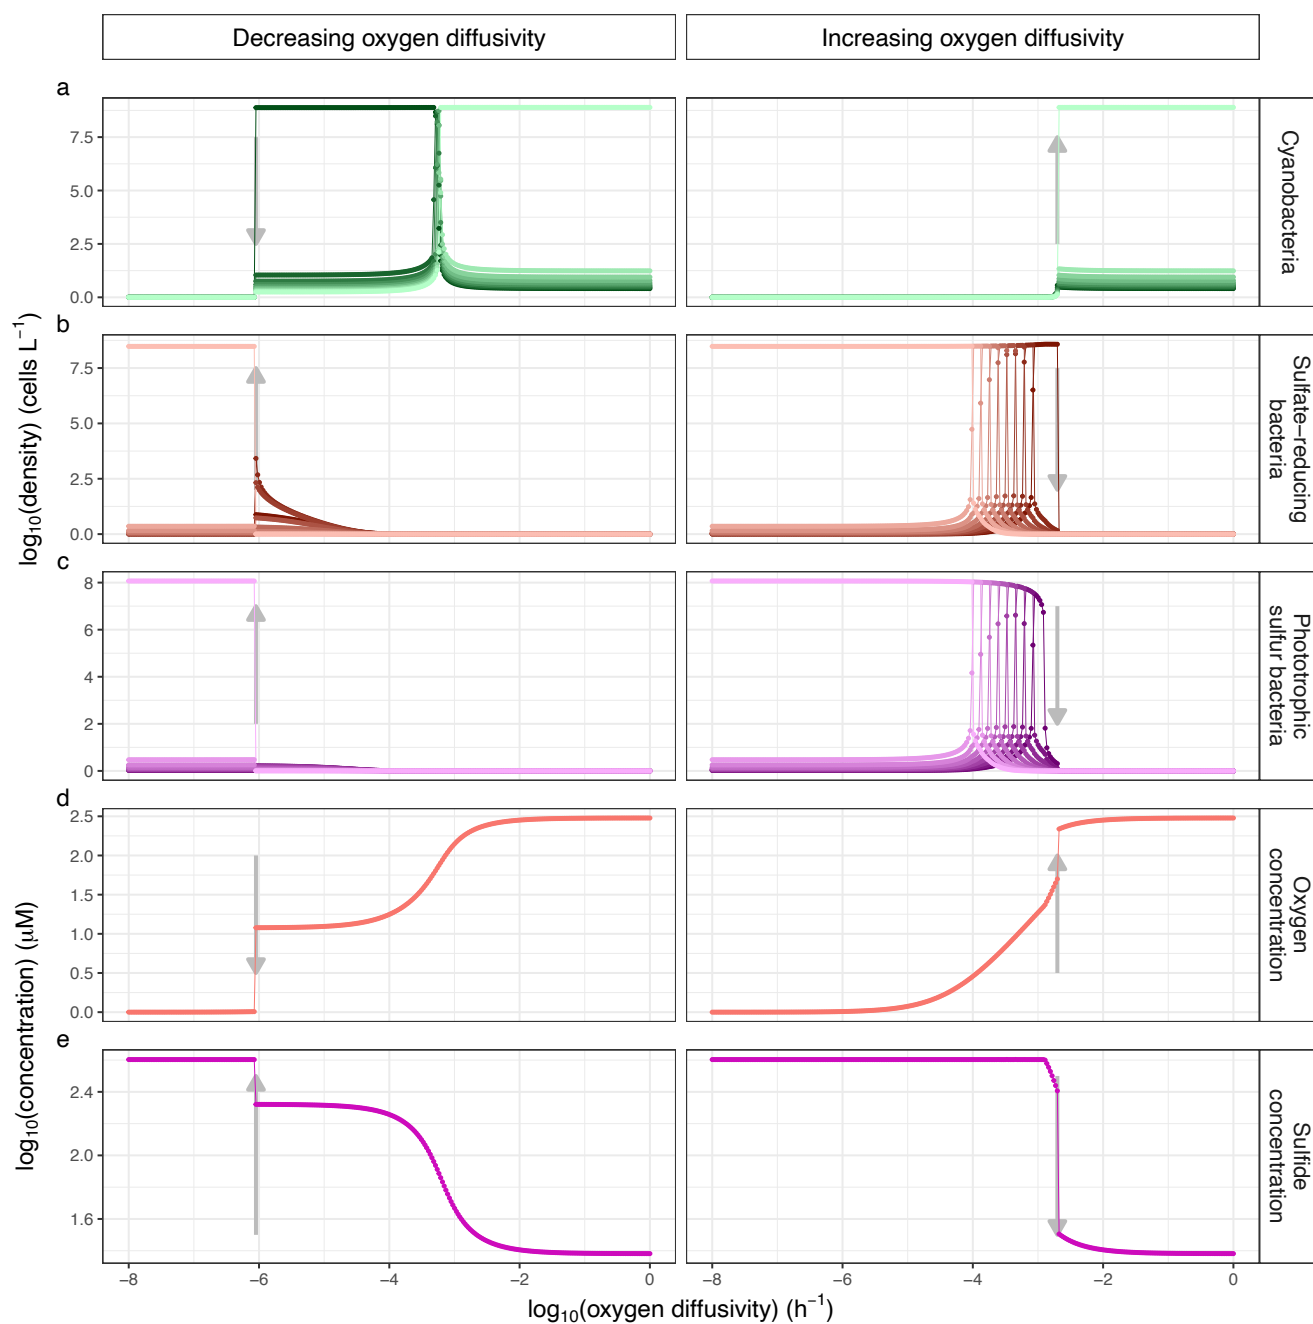 Decreasing oxygen diffusivity
Increasing oxygen diffusivity
a
7.5
5.0
2.5
0.0
Cyanobacteria
b
7.5
5.0
2.5
0.0
Sulfate−reducing
bacteria
log₁₀(density) (cells L⁻¹)
c
8
6
4
2
0
Phototrophic
sulfur bacteria
d
2.5
2.0
1.5
1.0
0.5
0.0
Oxygen
concentration
log₁₀(concentration) (μM)
e
2.4
2.0
1.6
Sulfide
concentration
−8 −6 −4 −2 0
−8 −6 −4 −2 0
log₁₀(oxygen diffusivity) (h⁻¹)